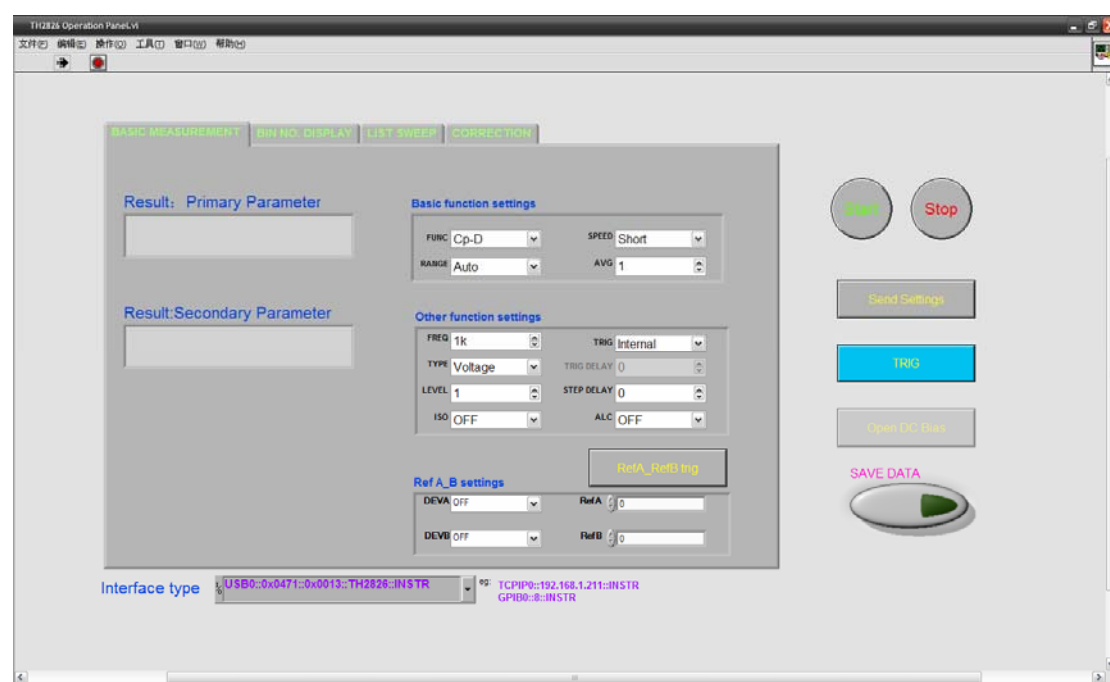 TH2826 Operation Panel.vi
文件(F) 编辑(E) 操作(O) 工具(T) 窗口(W) 帮助(H)
BASIC MEASUREMENT BIN NO. DISPLAY LIST SWEEP CORRECTION
Result: Primary Parameter
Basic function settings
FUNC Cp-D SPEED Short
RANGE Auto AVG 1
Result:Secondary Parameter
Other function settings
FREQ 1k TRIG Internal
TYPE Voltage TRIG DELAY 0
LEVEL 1 STEP DELAY 0
ISO OFF ALC OFF
RefA_RefB trig
Ref A_B settings
DEVA OFF RefA 0
DEVB OFF RefB 0
Start Stop
Send Settings
TRIG
Open DC Bias
SAVE DATA
Interface type USB0::0x0471::0x0013::TH2826::INSTR eg: TCPIP0::192.168.1.211::INSTR
GPIB0::8::INSTR